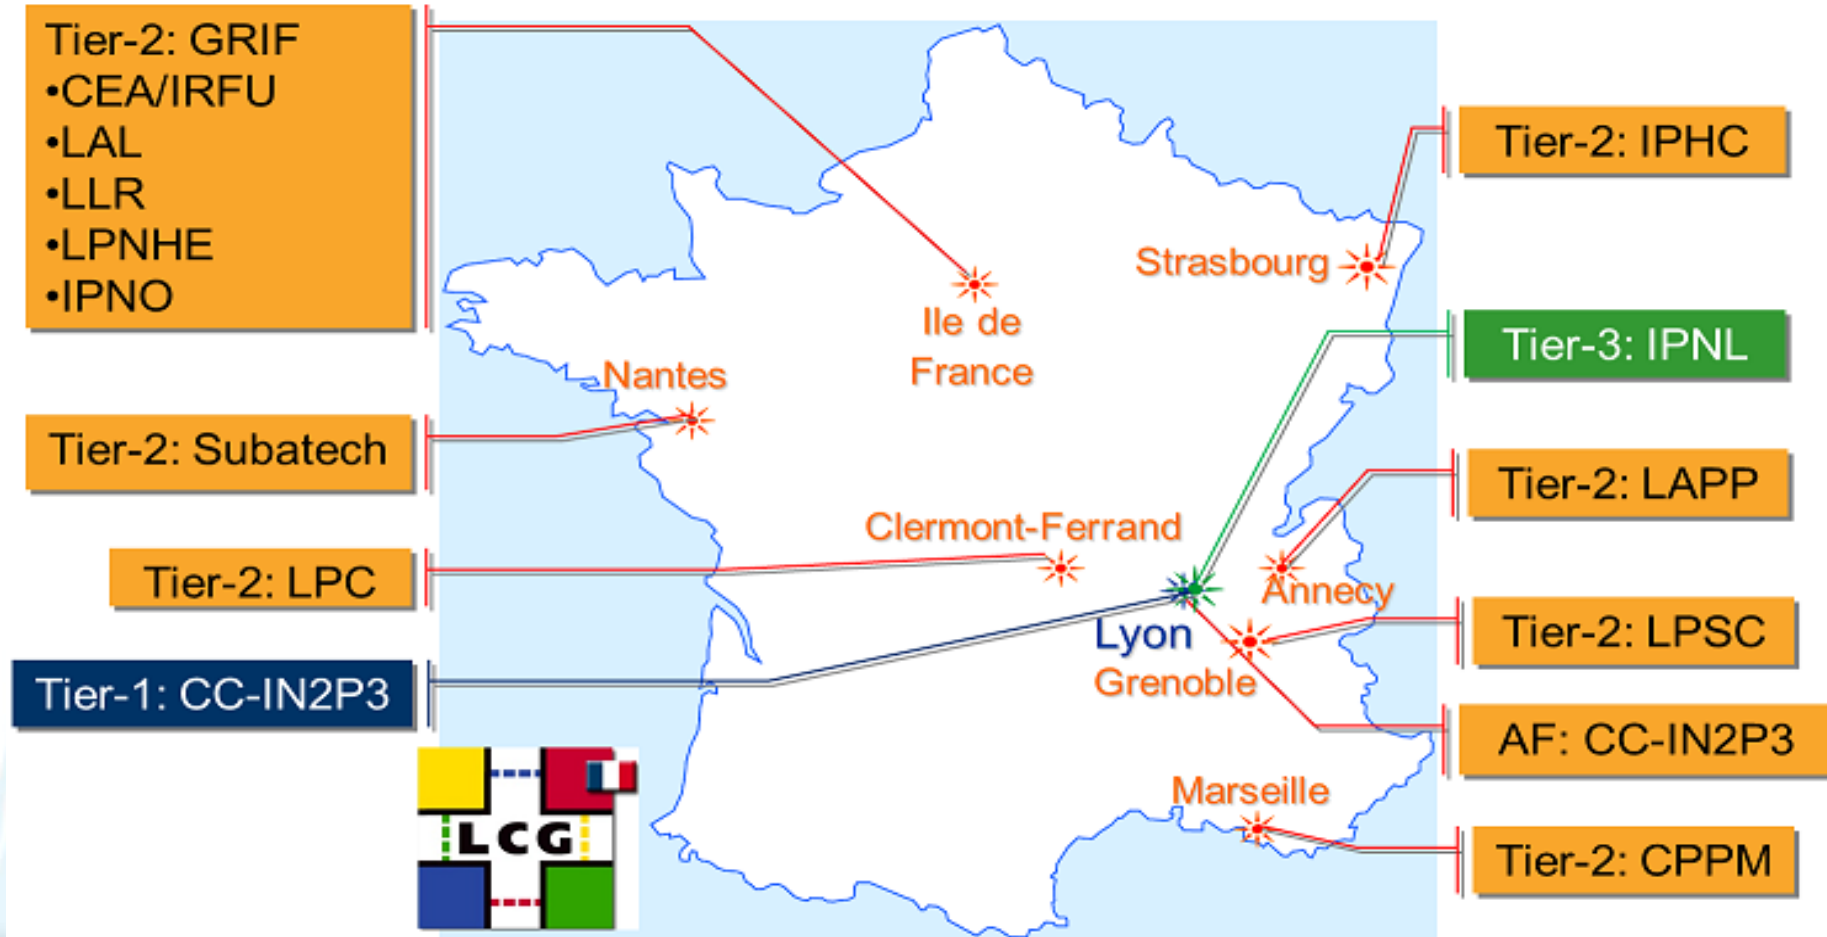 Tier-2: GRIF
•CEA/IRFU
•LAL
•LLR
•LPNHE
•IPNO
Tier-2: IPHC
Strasbourg
Ile de
France
Tier-3: IPNL
Nantes
Tier-2: Subatech
Tier-2: LAPP
Clermont-Ferrand
Tier-2: LPC
Annecy
Lyon
Tier-2: LPSC
Grenoble
Tier-1: CC-IN2P3
AF: CC-IN2P3
Marseille
LCG
Tier-2: CPPM